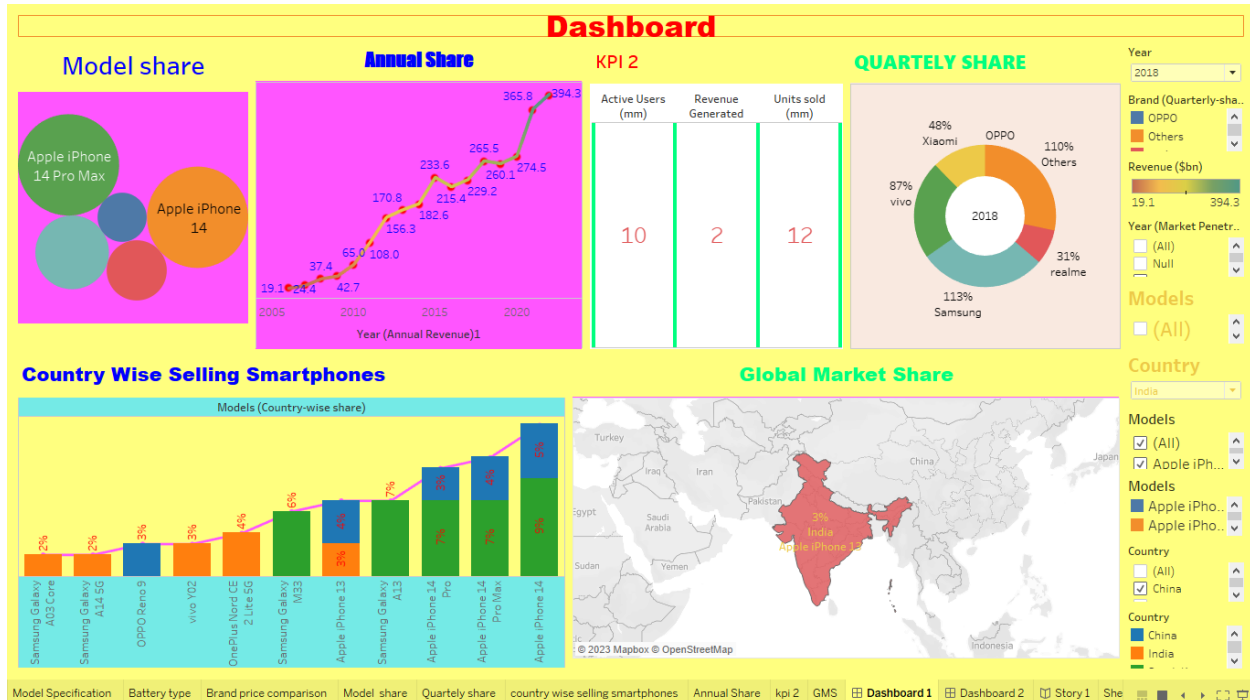 Dashboard
Model share
Apple iPhone
14 Pro Max
Apple iPhone
14
Annual Share
394.3
365.8
274.5
260.1
265.5
229.2
215.4
233.6
182.6
170.8
156.3
108.0
65.0
42.7
37.4
24.4
19.1
2005
2010
2015
2020
Year (Annual Revenue)1
KPI 2
Active Users
(mm)
Revenue
Generated
Units sold
(mm)
10
2
12
QUARTELY SHARE
48%
Xiaomi
OPPO
110%
Others
87%
vivo
2018
31%
realme
113%
Samsung
Year
2018
Brand (Quarterly-sha..
OPPO
Others
Revenue ($bn)
19.1
394.3
Year (Market Penetr..
(All)
Null
Models
(All)
Country
India
Models
(All)
Apple iPh...
Models
Apple iPho...
Apple iPho...
Country
(All)
China
Country
China
India
Country Wise Selling Smartphones
Models (Country-wise share)
2%
2%
3%
3%
4%
6%
4%
3%
7%
3%
7%
4%
7%
6%
9%
Samsung Galaxy
A03 Core
Samsung Galaxy
A14 5G
OPPO Reno 9
vivo Y02
OnePlus Nord CE
2 Lite 5G
Samsung Galaxy
M33
Apple iPhone 13
Samsung Galaxy
A13
Apple iPhone 14
Pro
Apple iPhone 14
Pro Max
Apple iPhone 14
Global Market Share
Turkey
Iraq
Iran
China
Japan
Pakistan
Egypt
Saudi
Arabia
3%
India
Apple iPhone 13
Sudan
Yemen
Indonesia
© 2023 Mapbox © OpenStreetMap
Model Specification
Battery type
Brand price comparison
Model share
Quartely share
country wise selling smartphones
Annual Share
kpi 2
GMS
Dashboard 1
Dashboard 2
Story 1
She